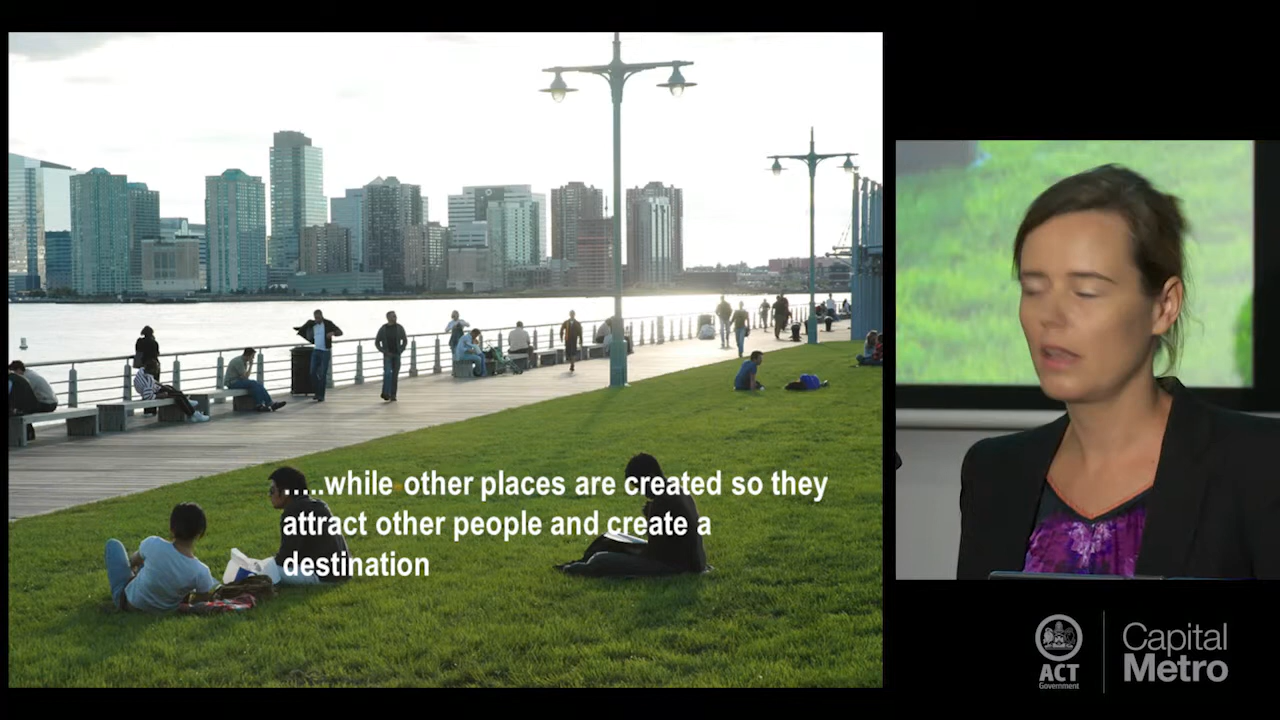 …..while other places are created so they
attract other people and create a
destination
ACT
Government
Capital
Metro